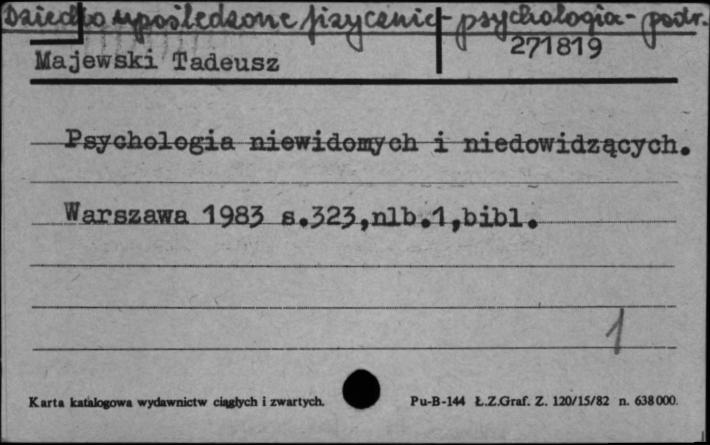 Dziecko upośledzone fizycznie - psychologia - podr.
271819
Majewski Tadeusz
Psychologia niewidomych i niedowidzących.
Warszawa 1983 s.323,nlb.1,bibl.
1
Karta katalogowa wydawnictw ciągłych i zwartych.
Pu-B-144 Ł.Z.Graf. Z. 120/15/82 n. 638000.